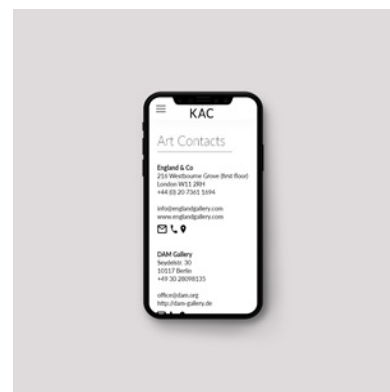 KAC
Art Contacts
England & Co
216 Westbourne Grove (first floor)
London W11 2RH
+44 (0) 20 7361 1694
info@englandgallery.com
www.englandgallery.com
DAM Gallery
Seydelstr. 30
10117 Berlin
+49 30 28098135
office@dam.org
http://dam-gallery.de